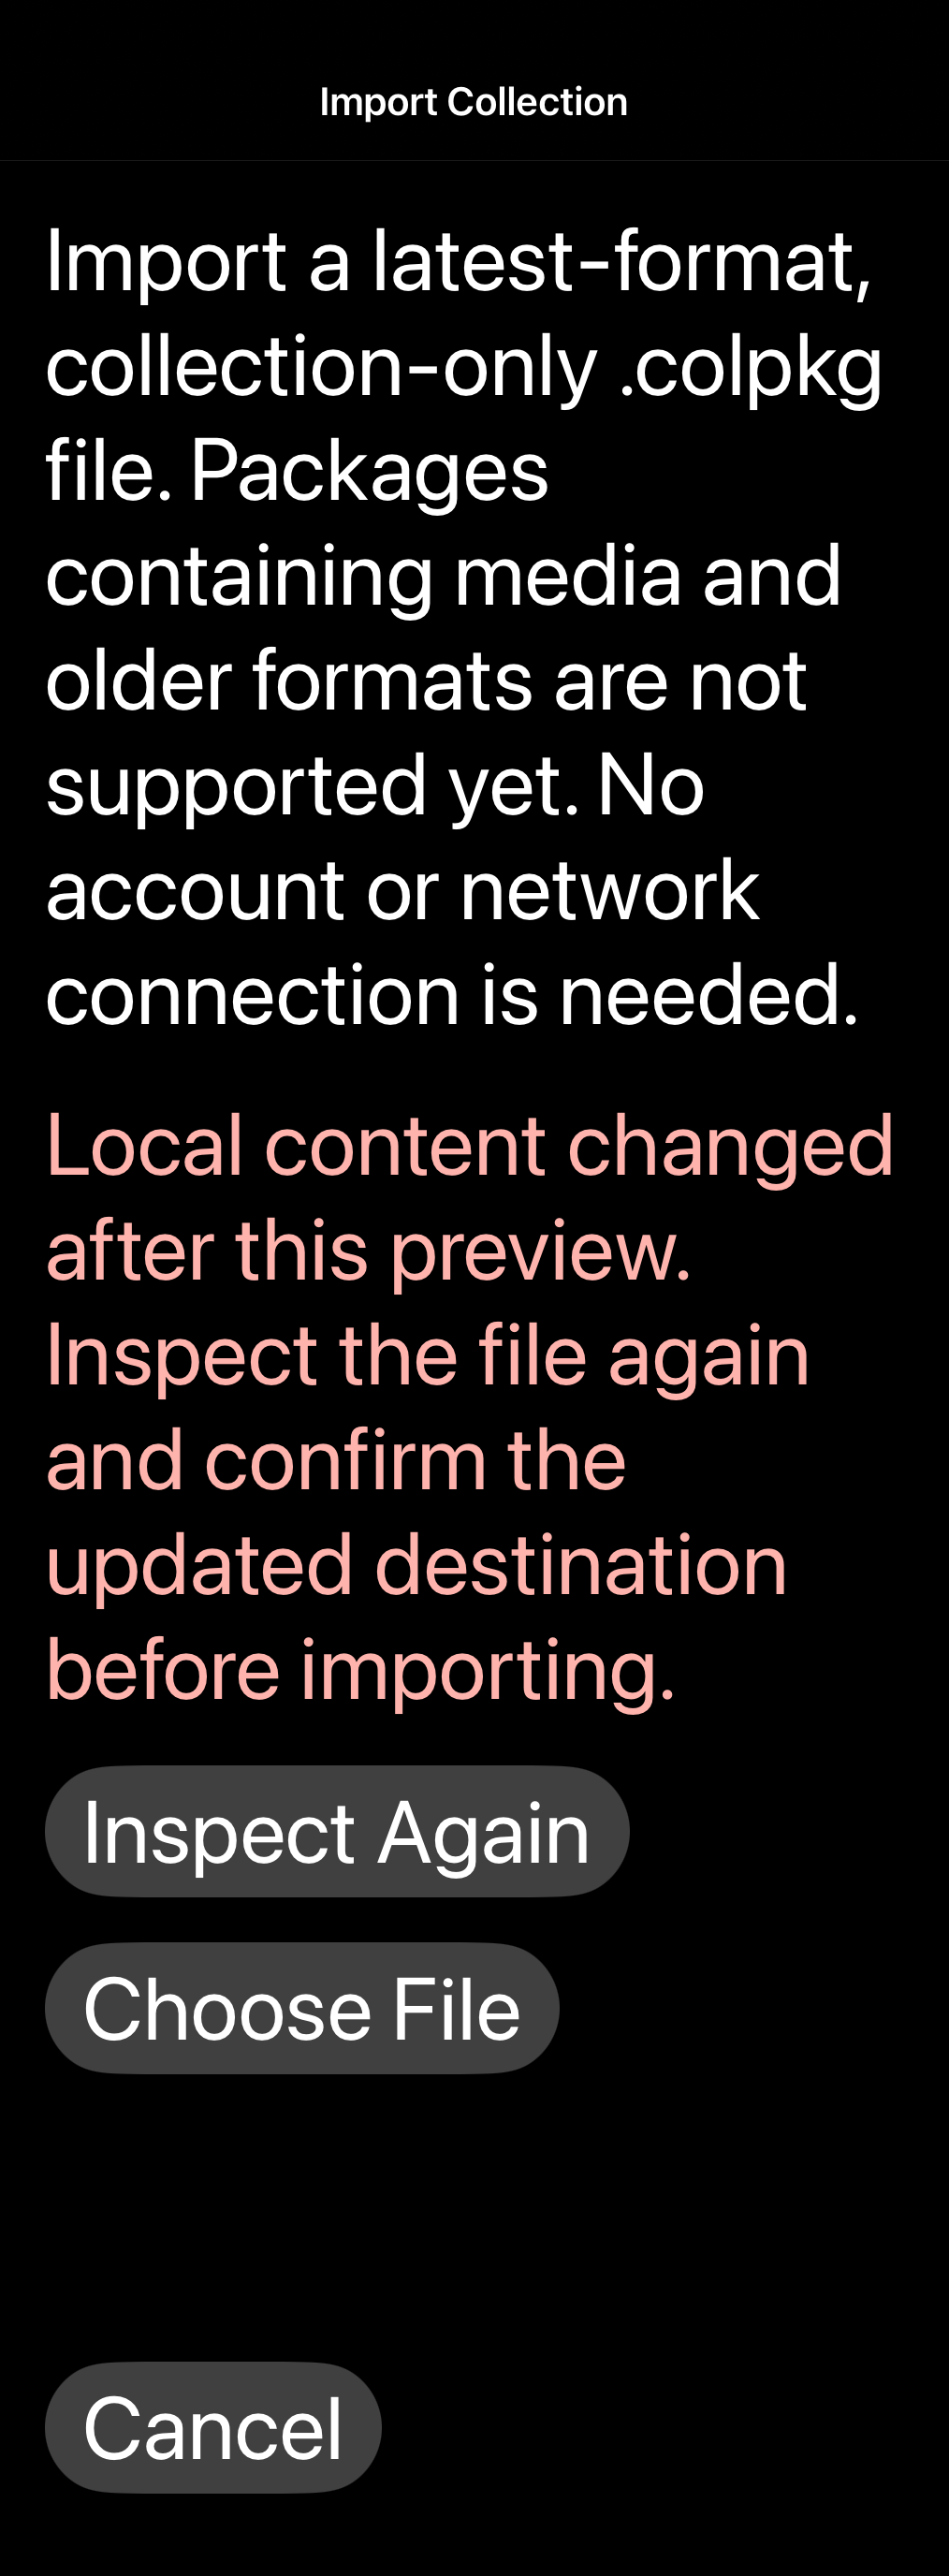 Import Collection
Import a latest-format,
collection-only .colpkg
file. Packages
containing media and
older formats are not
supported yet. No
account or network
connection is needed.
Local content changed
after this preview.
Inspect the file again
and confirm the
updated destination
before importing.
Inspect Again
Choose File
Cancel